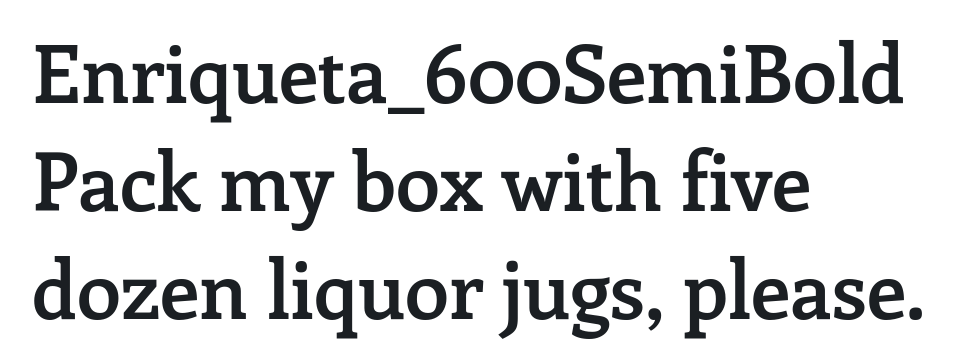 Enriqueta_600SemiBold
Pack my box with five
dozen liquor jugs, please.